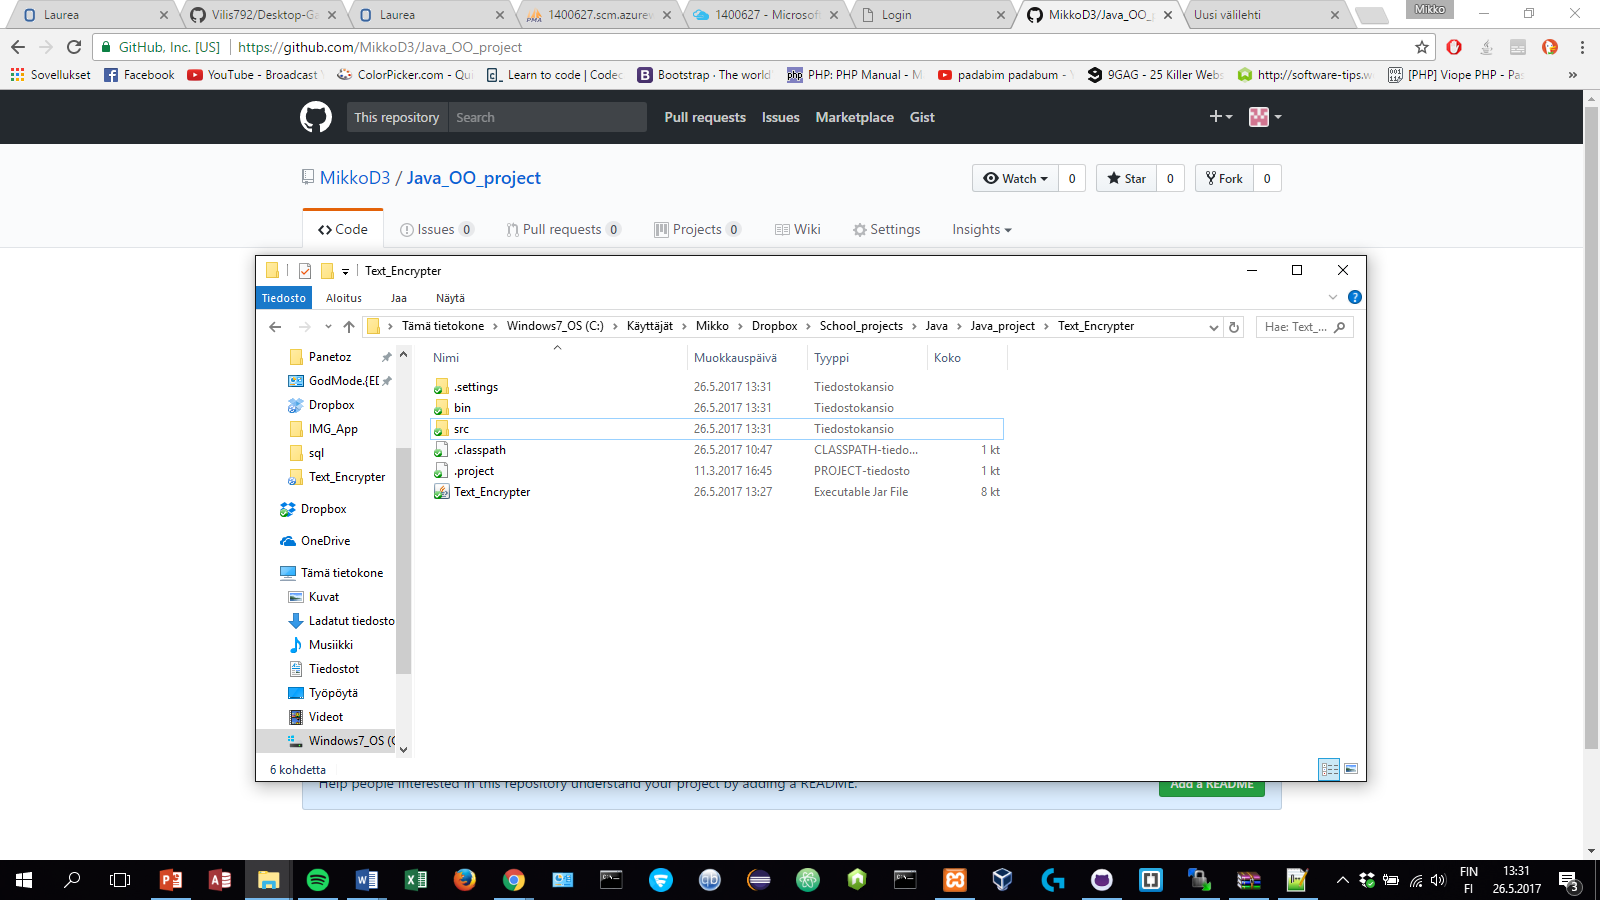 Laurea
Vilis792/Desktop-Ga
Laurea
1400627.scm.azurew
1400627 - Microsoft
Login
MikkoD3/Java_OO_p
Uusi välilehti
Mikko
GitHub, Inc. [US]
https://github.com/MikkoD3/Java_OO_project
Sovellukset
Facebook
YouTube - Broadcast
ColorPicker.com - Qui
Learn to code | Codec
Bootstrap · The world
PHP: PHP Manual - M
padabim padabum - Y
9GAG - 25 Killer Webs
http://software-tips.w
[PHP] Viope PHP - Pas
This repository
Search
Pull requests
Issues
Marketplace
Gist
MikkoD3 / Java_OO_project
Watch 0
Star 0
Fork 0
Code
Issues 0
Pull requests 0
Projects 0
Wiki
Settings
Insights
Text_Encrypter
Tiedosto
Aloitus
Jaa
Näytä
Tämä tietokone
Windows7_OS (C:)
Käyttäjät
Mikko
Dropbox
School_projects
Java
Java_project
Text_Encrypter
Hae: Text_...
Panetoz
GodMode.{ED
Dropbox
IMG_App
sql
Text_Encrypter
Dropbox
OneDrive
Tämä tietokone
Kuvat
Ladatut tiedosto
Musiikki
Tiedostot
Työpöytä
Videot
Windows7_OS (C
Nimi Muokkauspäivä Tyyppi Koko
.settings 26.5.2017 13:31 Tiedostokansio
bin 26.5.2017 13:31 Tiedostokansio
src 26.5.2017 13:31 Tiedostokansio
.classpath 26.5.2017 10:47 CLASSPATH-tiedo... 1 kt
.project 11.3.2017 16:45 PROJECT-tiedosto 1 kt
Text_Encrypter 26.5.2017 13:27 Executable Jar File 8 kt
6 kohdetta
Help people interested in this repository understand your project by adding a README.
Add a README
FIN
FI
13:31
26.5.2017
3